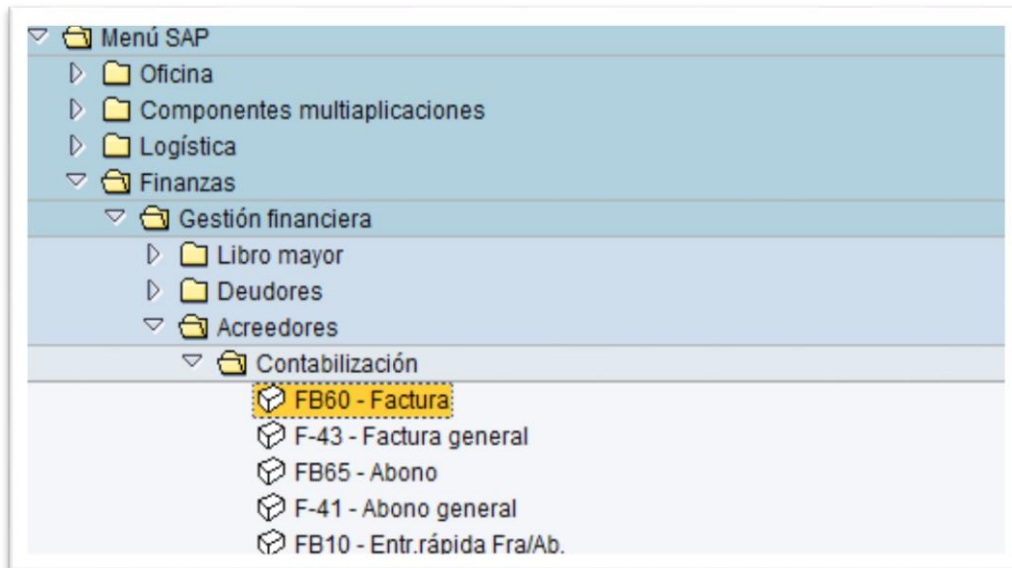 Menú SAP
Oficina
Componentes multiaplicaciones
Logística
Finanzas
Gestión financiera
Libro mayor
Deudores
Acreedores
Contabilización
FB60 - Factura
F-43 - Factura general
FB65 - Abono
F-41 - Abono general
FB10 - Entr.rápida Fra/Ab.